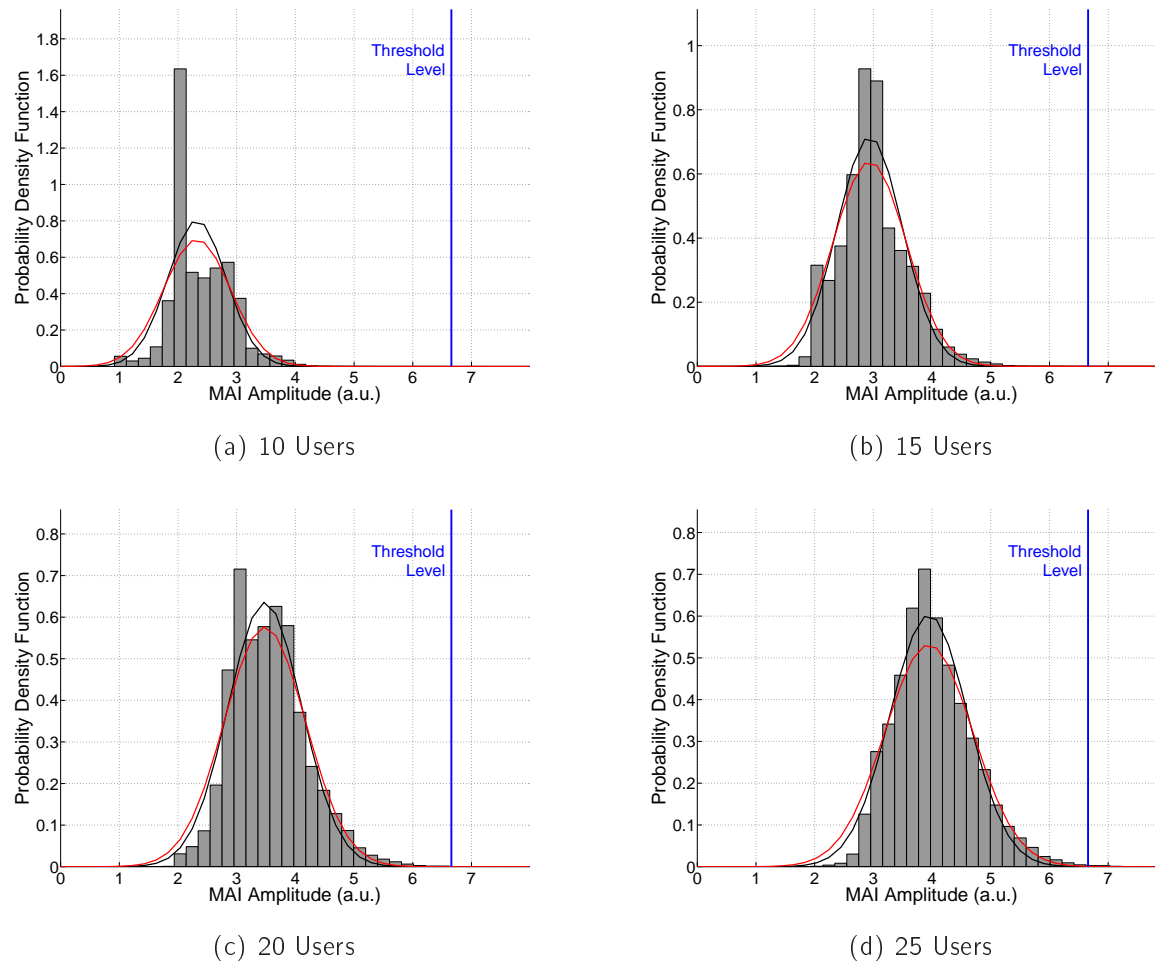 Probability Density Function
1.8
1.6
1.4
1.2
1
0.8
0.6
0.4
0.2
0
Threshold
Level
0 1 2 3 4 5 6 7
MAI Amplitude (a.u.)
(a) 10 Users
Probability Density Function
1
0.8
0.6
0.4
0.2
0
Threshold
Level
0 1 2 3 4 5 6 7
MAI Amplitude (a.u.)
(b) 15 Users
Probability Density Function
0.8
0.7
0.6
0.5
0.4
0.3
0.2
0.1
0
Threshold
Level
0 1 2 3 4 5 6 7
MAI Amplitude (a.u.)
(c) 20 Users
Probability Density Function
0.8
0.7
0.6
0.5
0.4
0.3
0.2
0.1
0
Threshold
Level
0 1 2 3 4 5 6 7
MAI Amplitude (a.u.)
(d) 25 Users